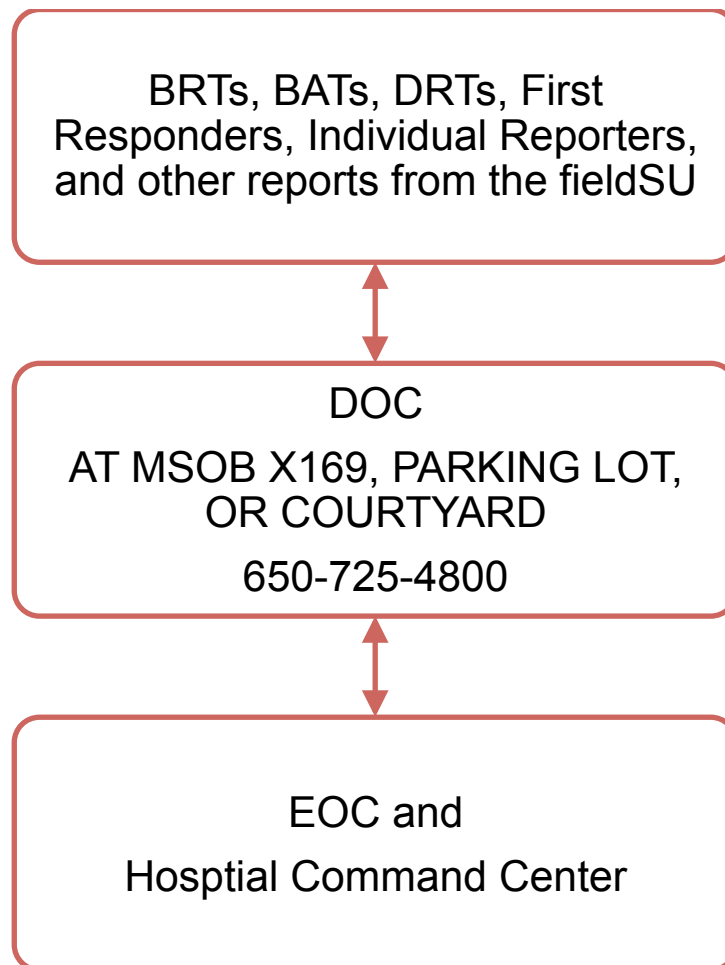 BRTs, BATs, DRTs, First
Responders, Individual Reporters,
and other reports from the fieldSU
DOC
AT MSOB X169, PARKING LOT,
OR COURTYARD
650-725-4800
EOC and
Hosptial Command Center